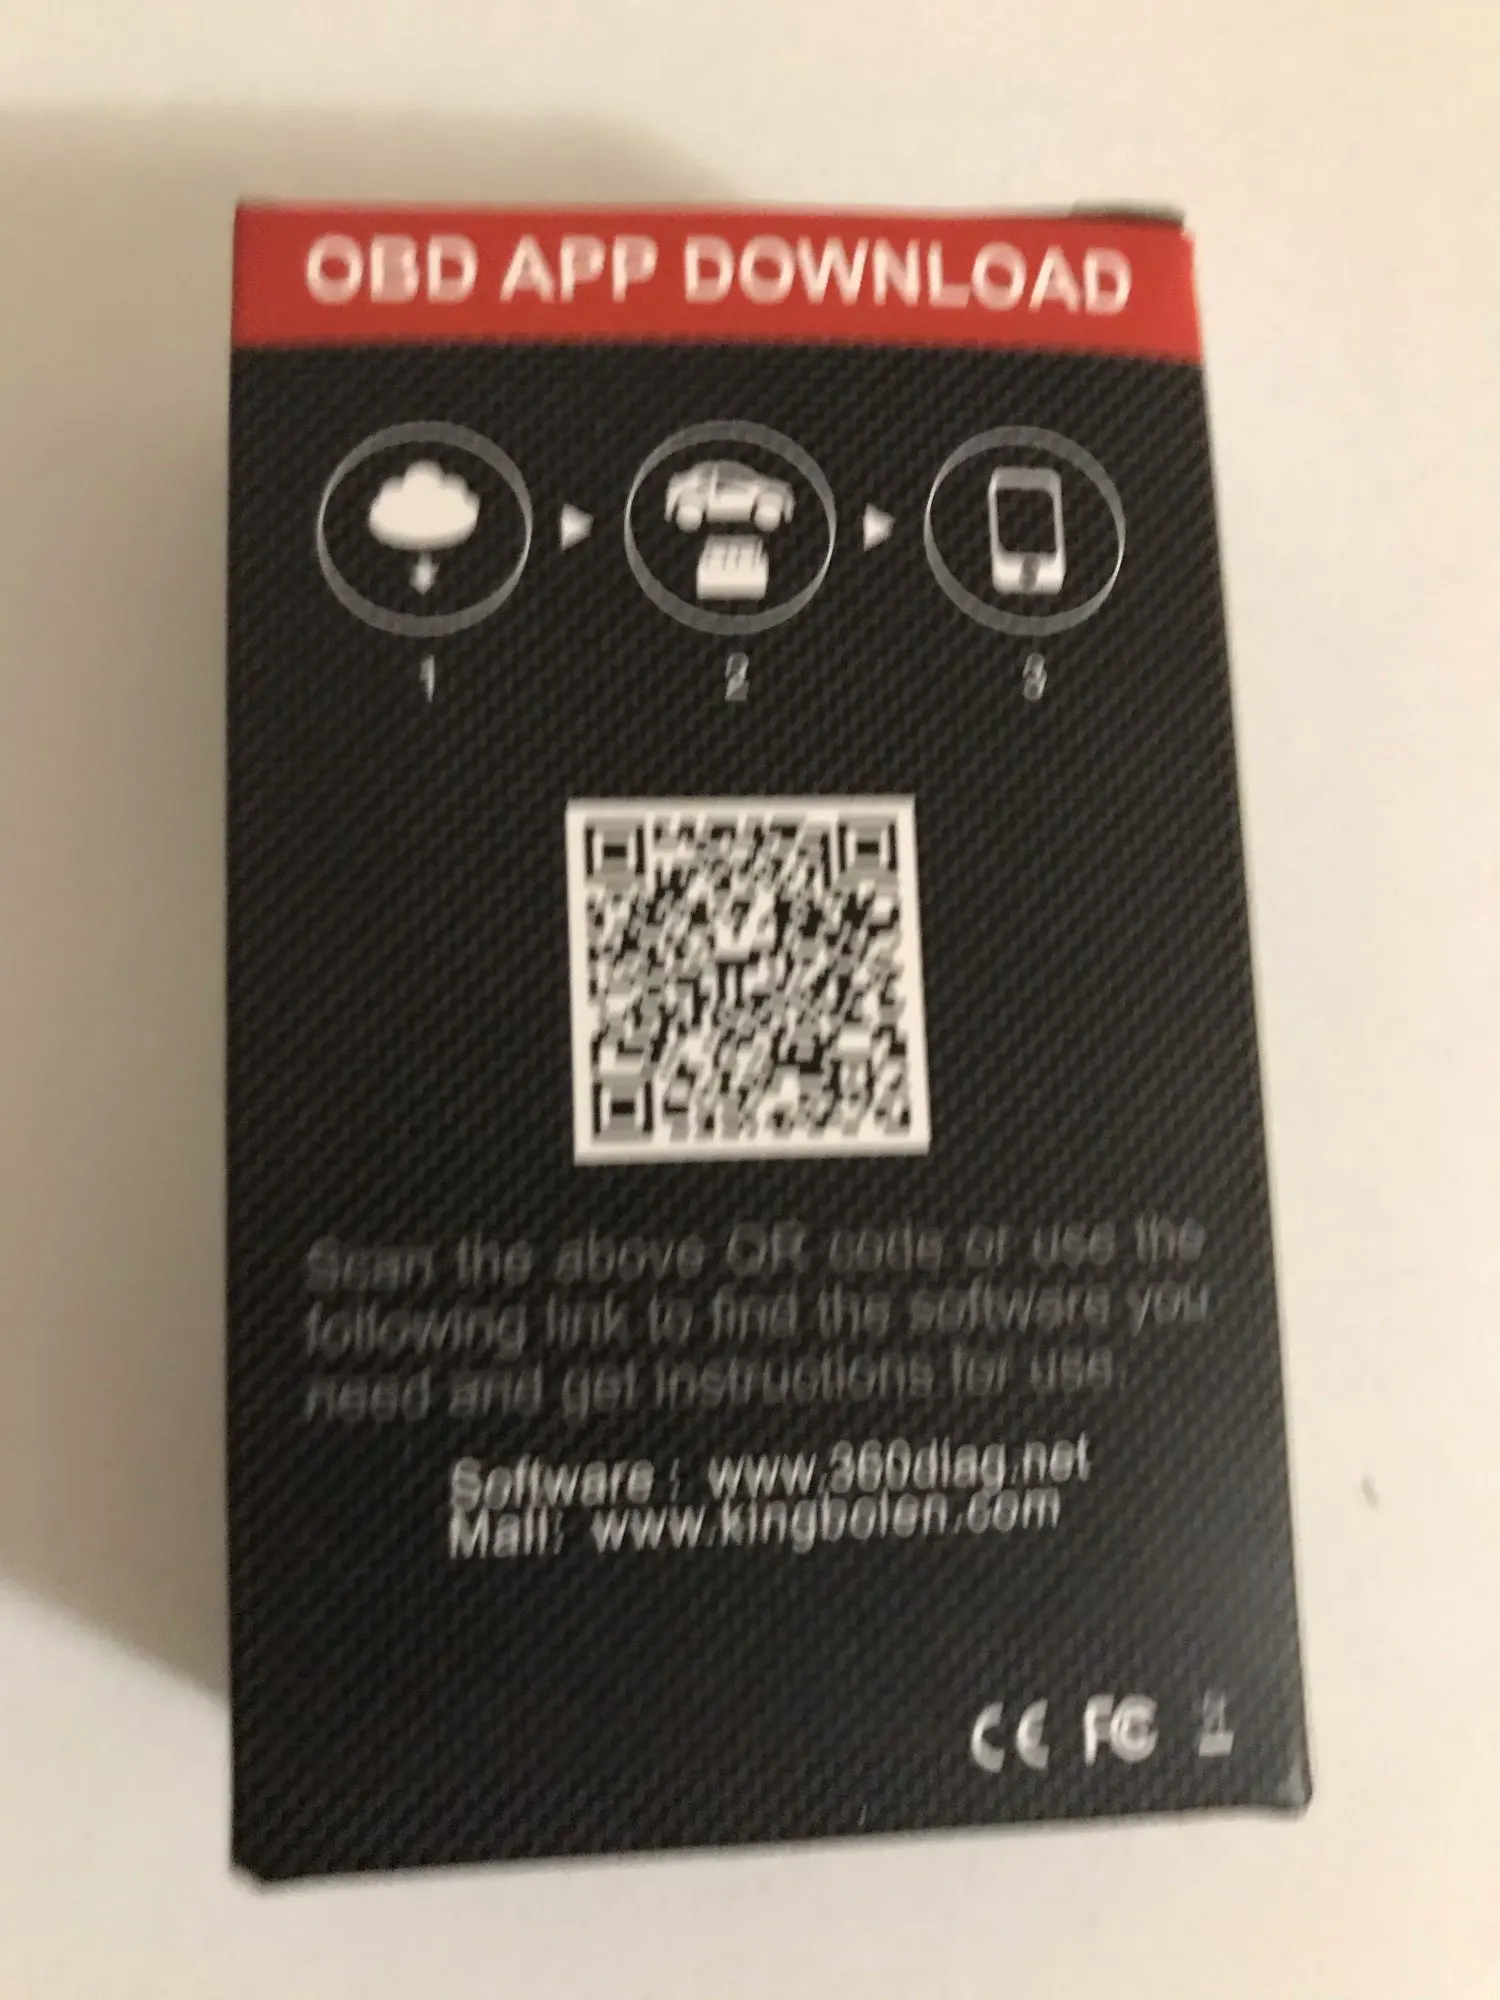 OBD APP DOWNLOAD
1 2 3
Scan the above QR code or use the
following link to find the software you
need and get instructions for use.
Software : www.360diag.net
Mail: www.kingbolen.com
CE FC